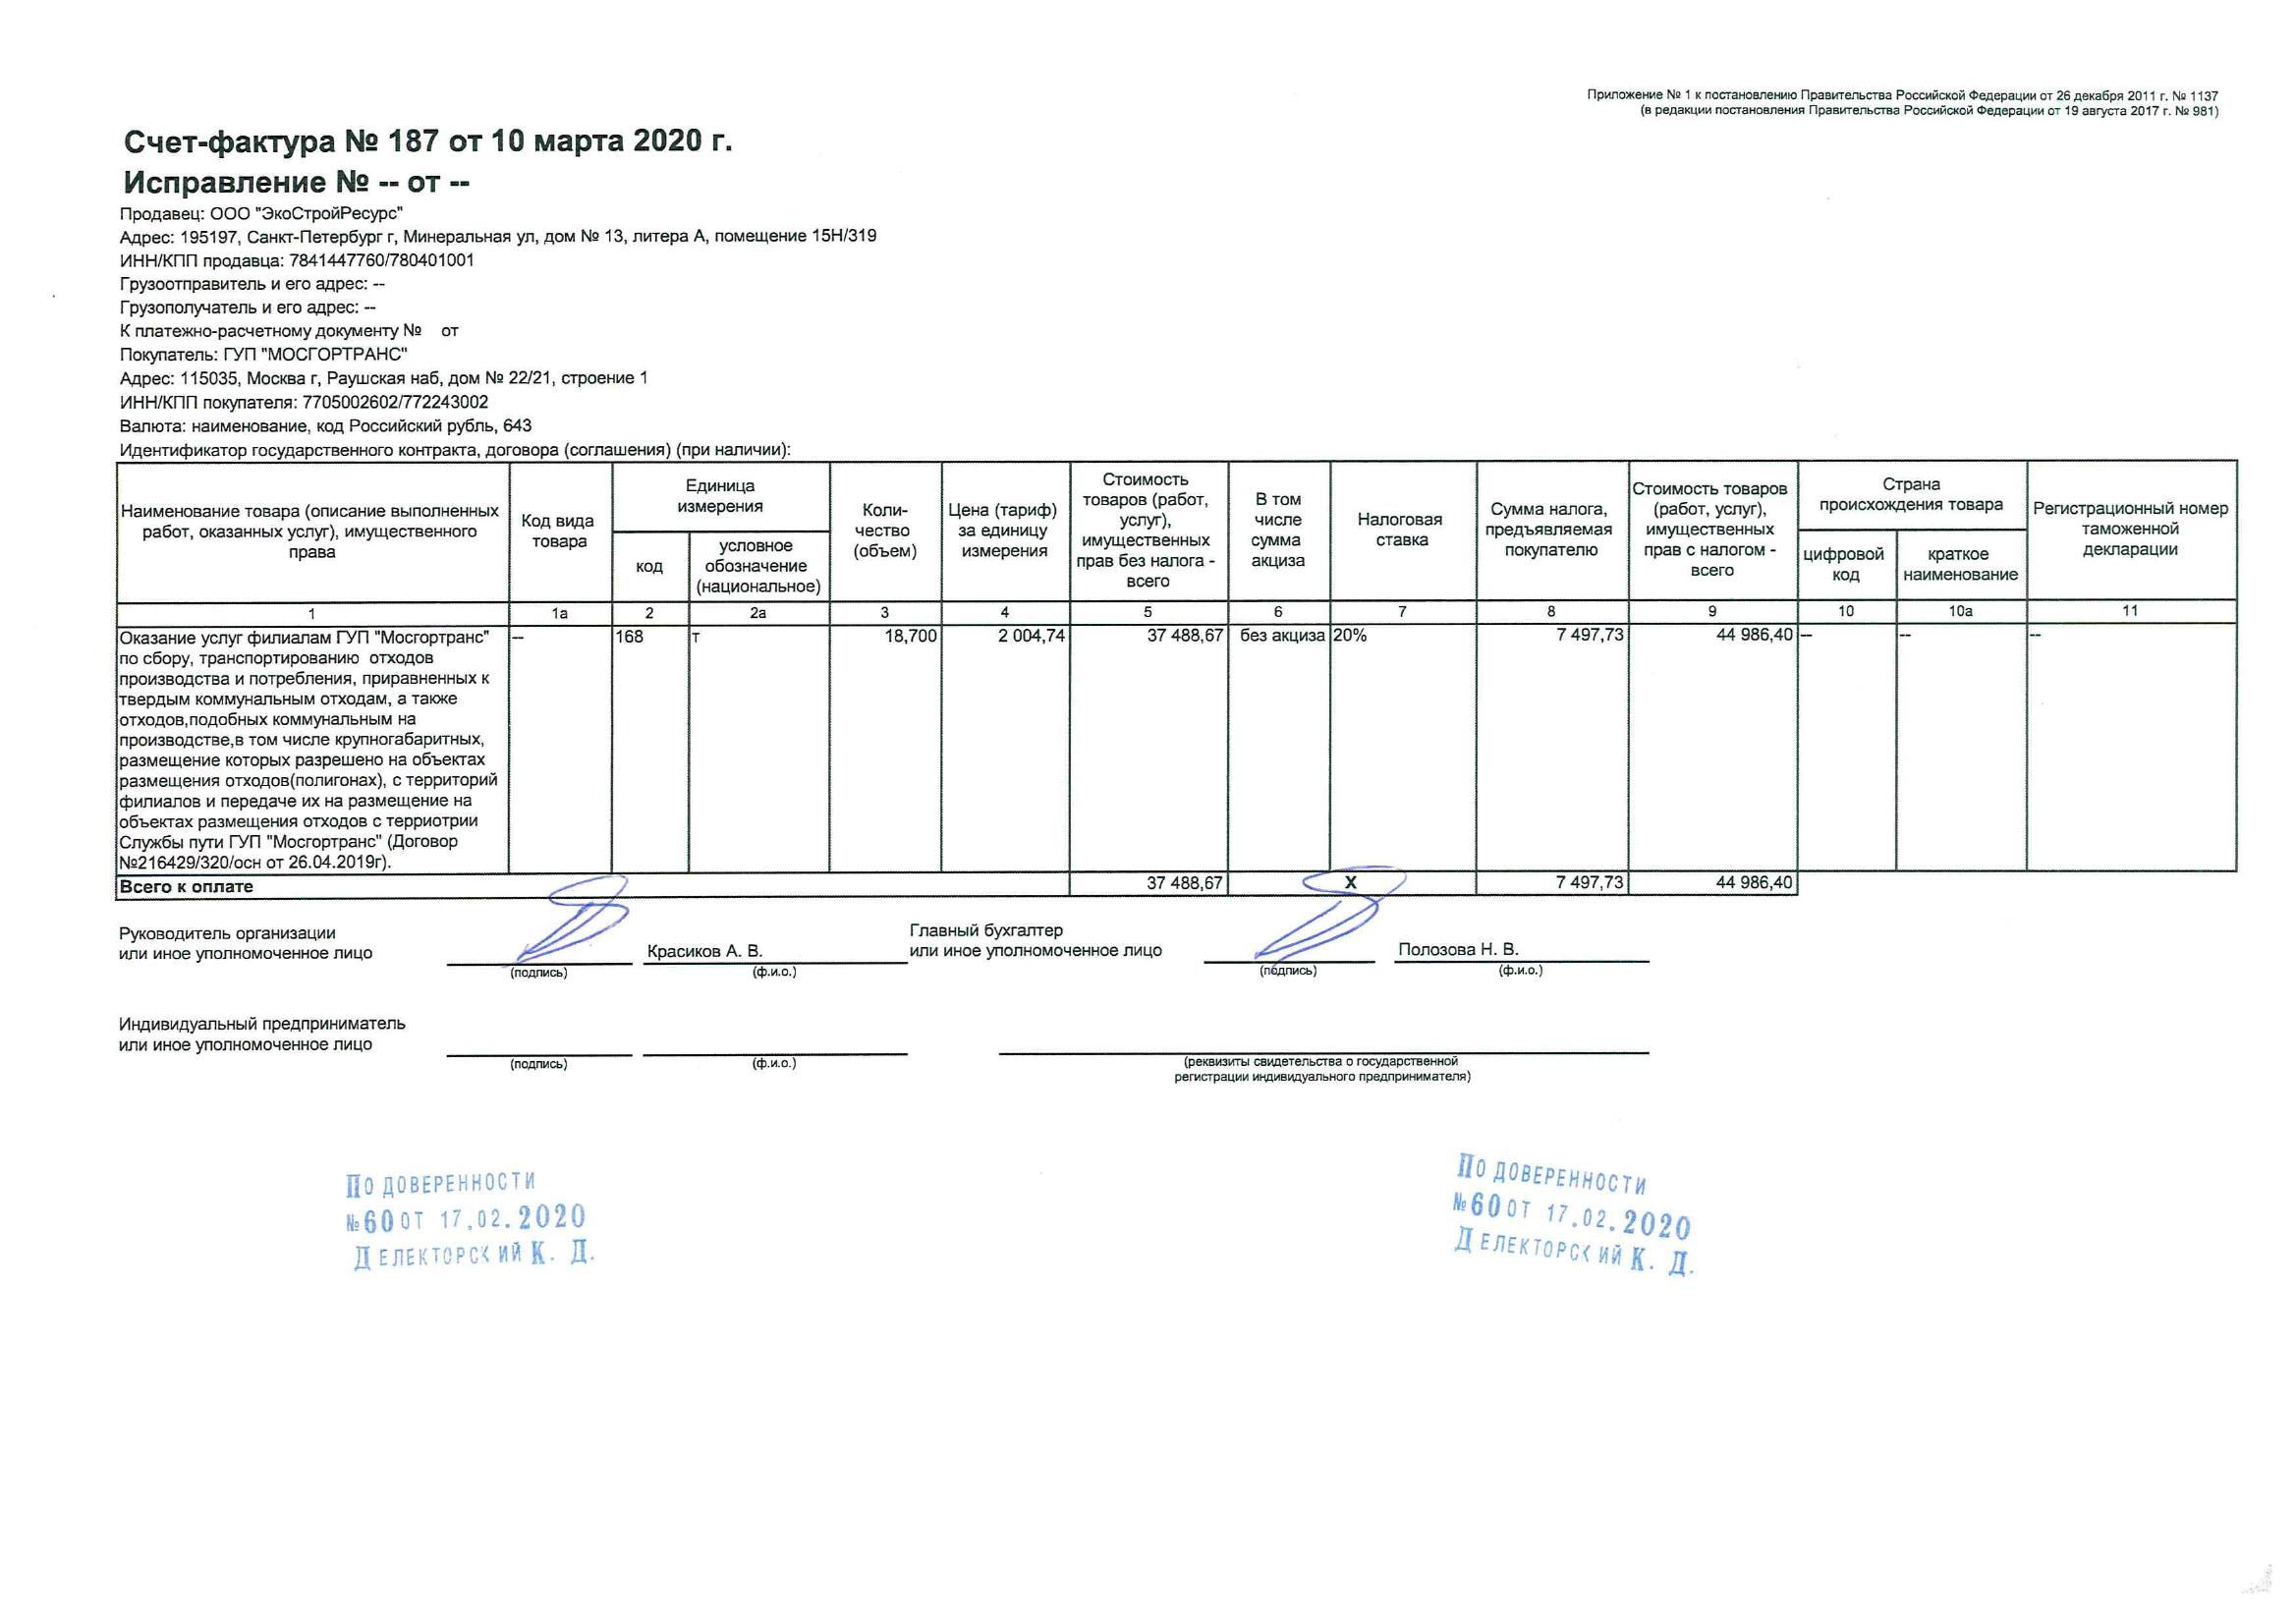 Приложение № 1 к постановлению Правительства Российской Федерации от 26 декабря 2011 г. № 1137
(в редакции постановления Правительства Российской Федерации от 19 августа 2017 г. № 981)
Счет-фактура № 187 от 10 марта 2020 г.
Исправление № -- от --
Продавец: ООО "ЭкоСтройРесурс"
Адрес: 195197, Санкт-Петербург г, Минеральная ул, дом № 13, литера А, помещение 15Н/319
ИНН/КПП продавца: 7841447760/780401001
Грузоотправитель и его адрес: --
Грузополучатель и его адрес: --
К платежно-расчетному документу № от
Покупатель: ГУП "МОСГОРТРАНС"
Адрес: 115035, Москва г, Раушская наб, дом № 22/21, строение 1
ИНН/КПП покупателя: 7705002602/772243002
Валюта: наименование, код Российский рубль, 643
Идентификатор государственного контракта, договора (соглашения) (при наличии):
Наименование товара (описание выполненных
работ, оказанных услуг), имущественного
права
Код вида
товара
Единица
измерения
код
условное
обозначение
(национальное)
Коли-
чество
(объем)
Цена (тариф)
за единицу
измерения
Стоимость
товаров (работ,
услуг),
имущественных
прав без налога -
всего
В том
числе
сумма
акциза
Налоговая
ставка
Сумма налога,
предъявляемая
покупателю
Стоимость товаров
(работ, услуг),
имущественных
прав с налогом -
всего
Страна
происхождения товара
цифровой
код
краткое
наименование
Регистрационный номер
таможенной
декларации
1 1а 2 2а 3 4 5 6 7 8 9 10 10а 11
Оказание услуг филиалам ГУП "Мосгортранс"
по сбору, транспортированию отходов
производства и потребления, приравненных к
твердым коммунальным отходам, а также
отходов,подобных коммунальным на
производстве,в том числе крупногабаритных,
размещение которых разрешено на объектах
размещения отходов(полигонах), с территорий
филиалов и передаче их на размещение на
объектах размещения отходов с терриотрии
Службы пути ГУП "Мосгортранс" (Договор
№216429/320/осн от 26.04.2019г).
-- 168 т 18,700 2 004,74 37 488,67 без акциза 20% 7 497,73 44 986,40 -- -- --
Всего к оплате 37 488,67 Х 7 497,73 44 986,40
Руководитель организации
или иное уполномоченное лицо
Красиков А. В.
(подпись) (ф.и.о.)
Главный бухгалтер
или иное уполномоченное лицо
Полозова Н. В.
(подпись) (ф.и.о.)
Индивидуальный предприниматель
или иное уполномоченное лицо
(подпись) (ф.и.о.)
(реквизиты свидетельства о государственной
регистрации индивидуального предпринимателя)
ПО ДОВЕРЕННОСТИ
№60 ОТ 17.02.2020
ДЕЛЕКТОРСКИЙ К. Д.
ПО ДОВЕРЕННОСТИ
№60 ОТ 17.02.2020
ДЕЛЕКТОРСКИЙ К. Д.